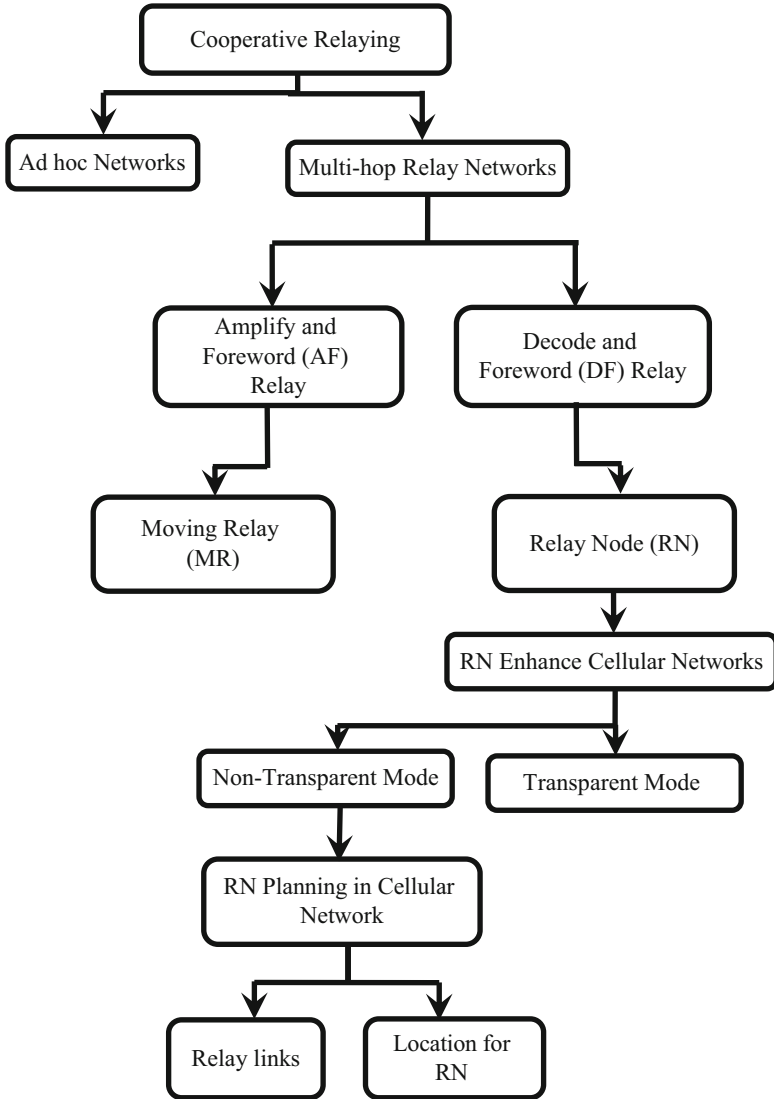 Cooperative Relaying
Ad hoc Networks
Multi-hop Relay Networks
Amplify and
Foreword (AF)
Relay
Decode and
Foreword (DF) Relay
Moving Relay
(MR)
Relay Node (RN)
RN Enhance Cellular Networks
Non-Transparent Mode
Transparent Mode
RN Planning in Cellular
Network
Relay links
Location for
RN